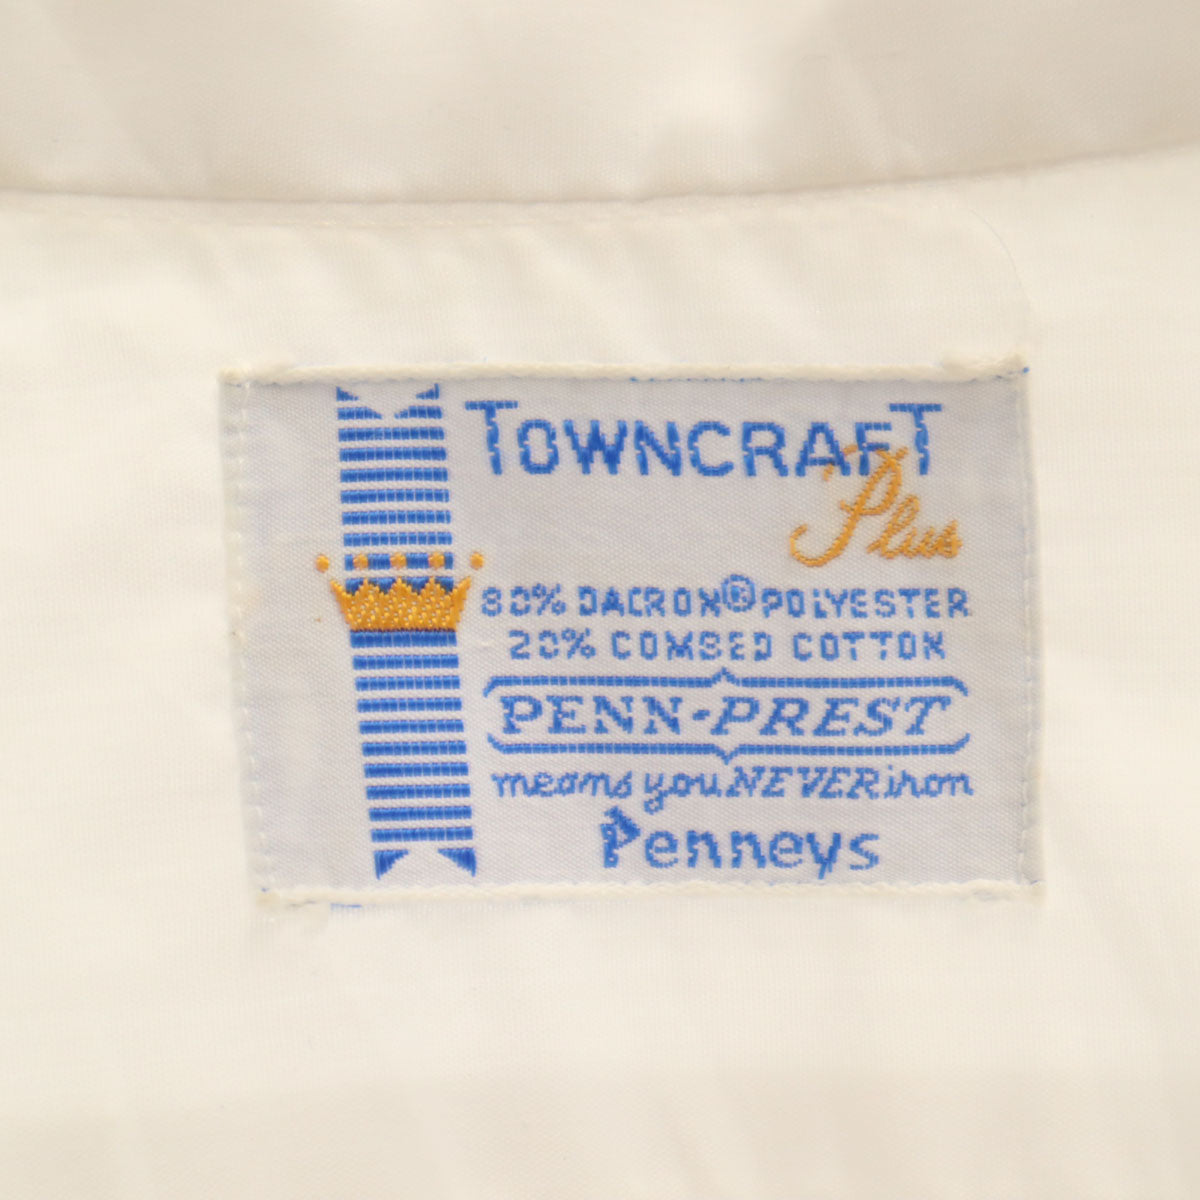 TOWNCRAFT
Plus
80% DACRON® POLYESTER
20% COMBED COTTON
PENN-PREST
means you NEVER iron
Penneys